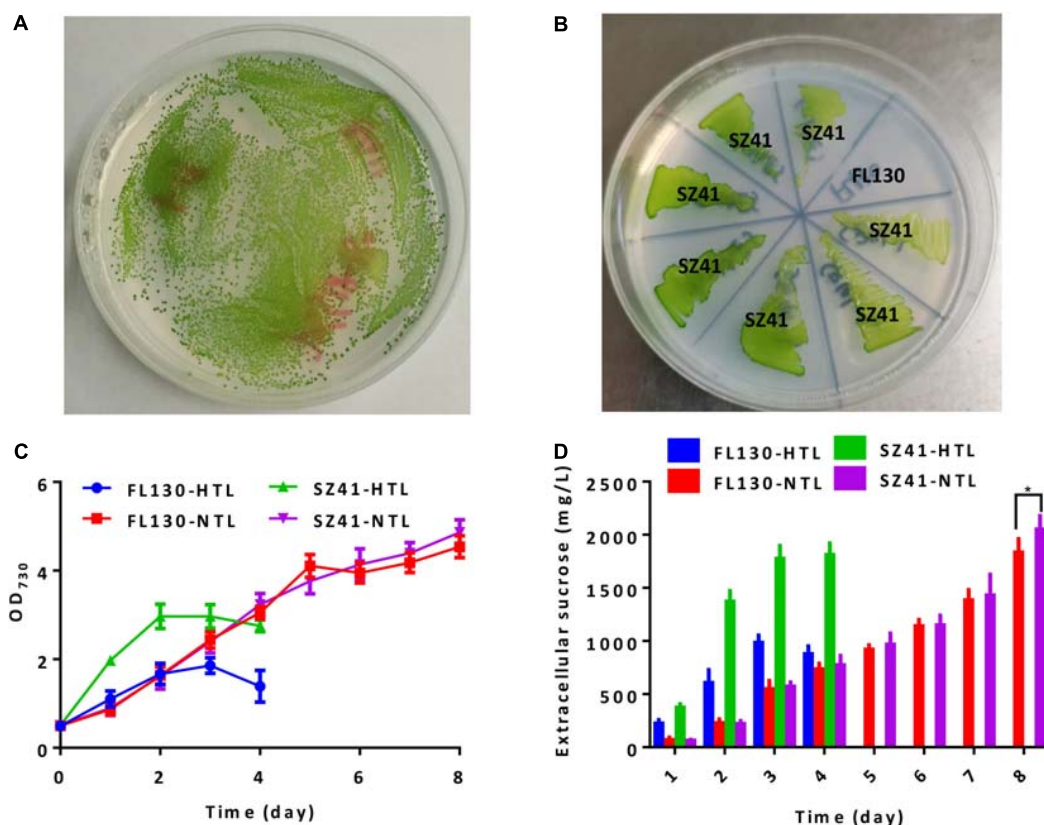 A
B
SZ41
SZ41
SZ41
FL130
SZ41
SZ41
SZ41
SZ41
C
FL130-HTL
SZ41-HTL
FL130-NTL
SZ41-NTL
6
4
2
0
OD730
0
2
4
6
8
Time (day)
D
FL130-HTL
SZ41-HTL
FL130-NTL
SZ41-NTL
2500
2000
1500
1000
500
0
Extracellular sucrose (mg/L)
*
1
2
3
4
5
6
7
8
Time (day)